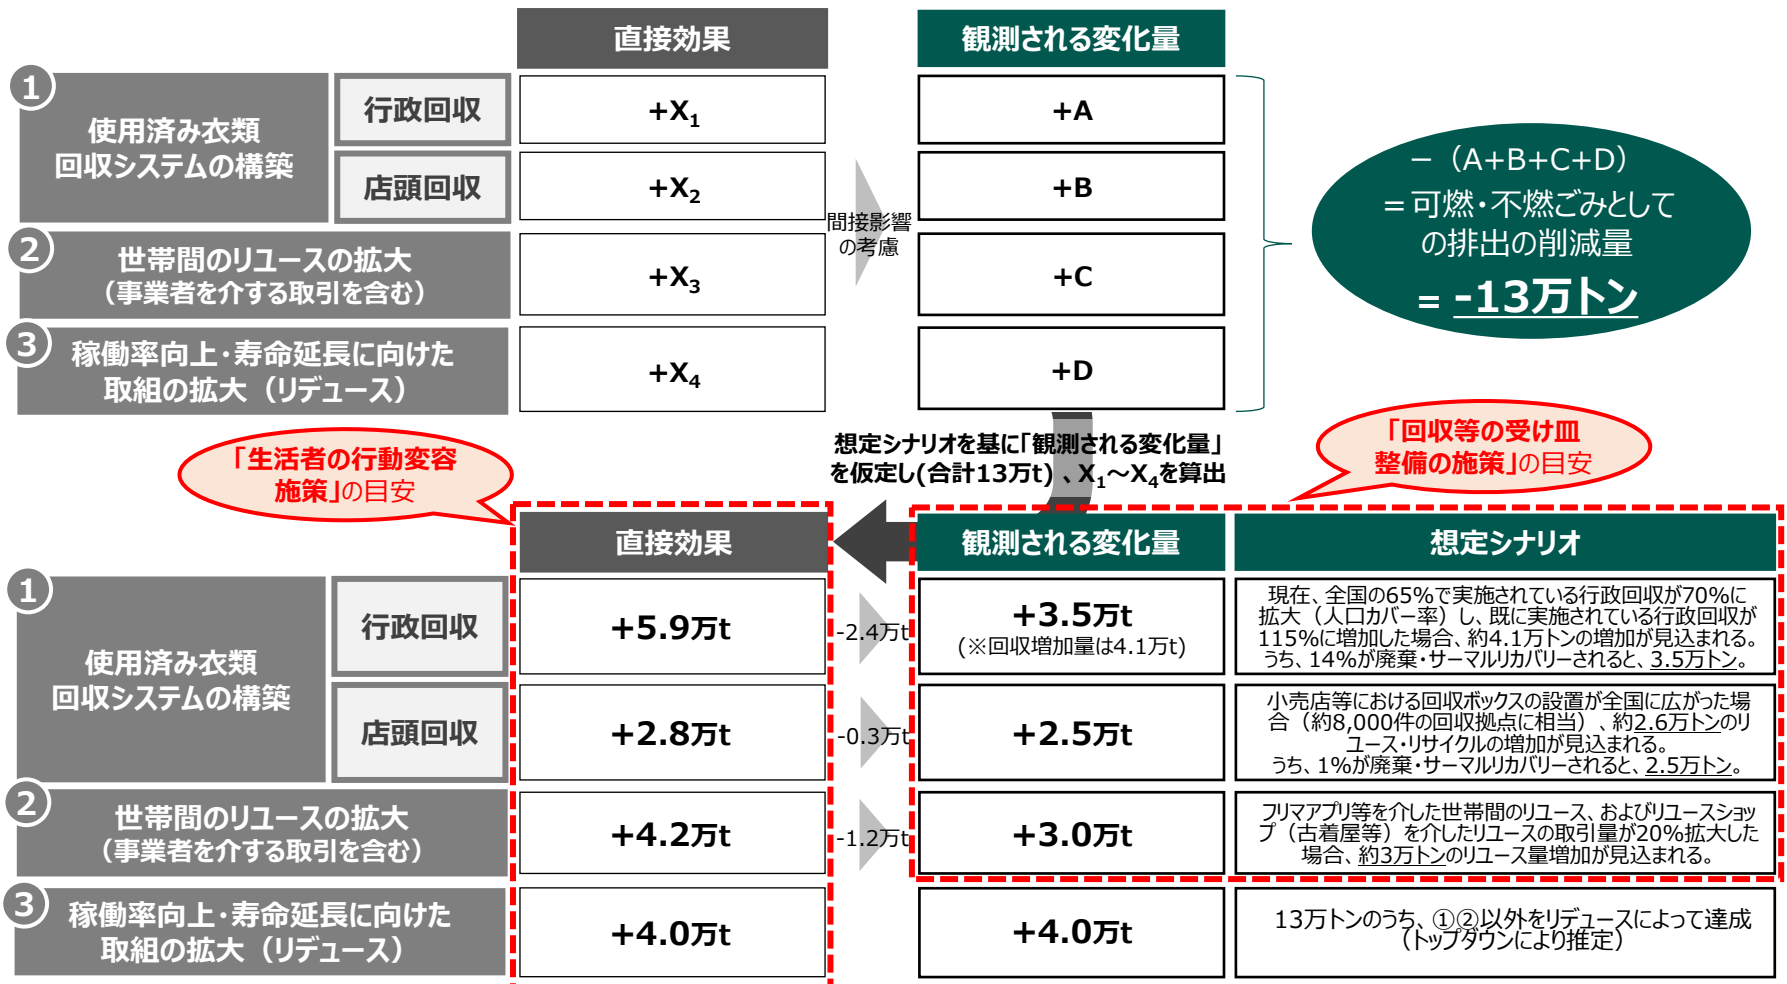 直接効果
観測される変化量
1
使用済み衣類
回収システムの構築
行政回収
+X₁
+A
店頭回収
+X₂
+B
2
世帯間のリユースの拡大
（事業者を介する取引を含む）
+X₃
+C
3
稼働率向上・寿命延長に向けた
取組の拡大（リデュース）
+X₄
+D
間接影響
の考慮
－（A+B+C+D）
＝可燃・不燃ごみとして
の排出の削減量
= -13万トン
「生活者の行動変容
施策」の目安
想定シナリオを基に「観測される変化量」
を仮定し(合計13万t) 、X₁～X₄を算出
「回収等の受け皿
整備の施策」の目安
直接効果
観測される変化量
想定シナリオ
1
使用済み衣類
回収システムの構築
行政回収
+5.9万t
-2.4万t
+3.5万t
(※回収増加量は4.1万t)
現在、全国の65%で実施されている行政回収が70%に
拡大（人口カバー率）し、既に実施されている行政回収が
115%に増加した場合、約4.1万トンの増加が見込まれる。
うち、14%が廃棄・サーマルリカバリーされると、3.5万トン。
店頭回収
+2.8万t
-0.3万t
+2.5万t
小売店等における回収ボックスの設置が全国に広がった場
合（約8,000件の回収拠点に相当）、約2.6万トンのリ
ユース・リサイクルの増加が見込まれる。
うち、1%が廃棄・サーマルリカバリーされると、2.5万トン。
2
世帯間のリユースの拡大
（事業者を介する取引を含む）
+4.2万t
-1.2万t
+3.0万t
フリマアプリ等を介した世帯間のリユース、およびリユースショッ
プ（古着屋等）を介したリユースの取引量が20%拡大した
場合、約3万トンのリユース量増加が見込まれる。
3
稼働率向上・寿命延長に向けた
取組の拡大（リデュース）
+4.0万t
+4.0万t
13万トンのうち、①②以外をリデュースによって達成
（トップダウンにより推定）